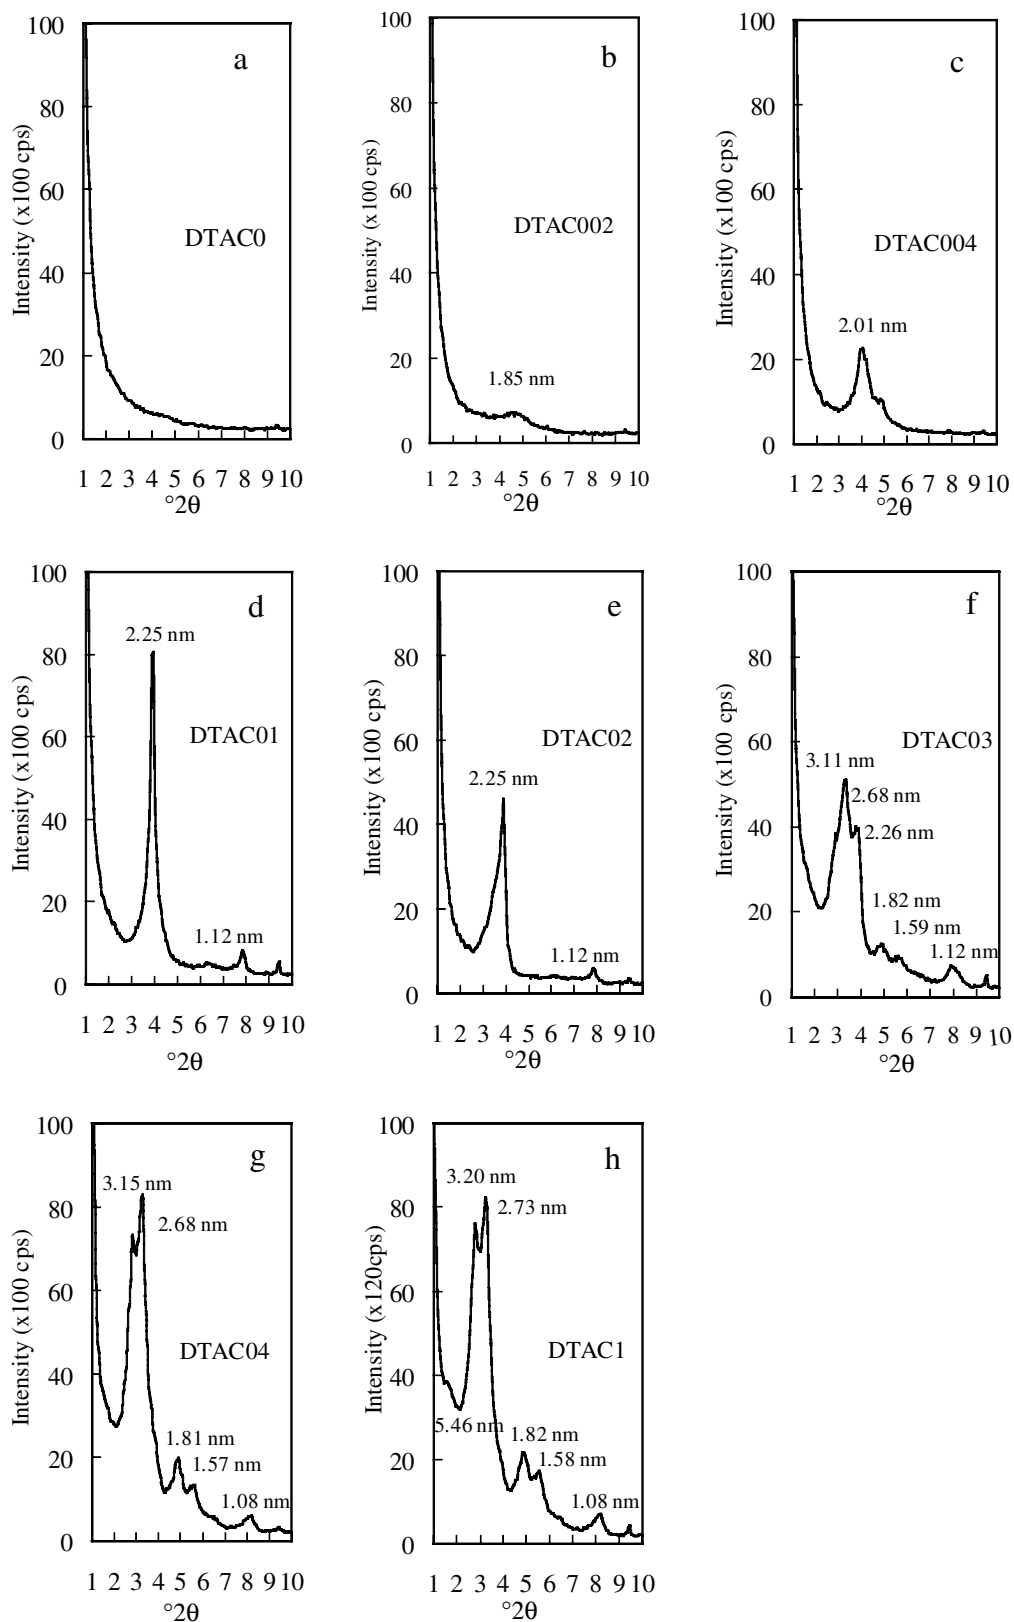 a
100
80
60
40
20
0
Intensity (x100 cps)
DTAC0
1 2 3 4 5 6 7 8 9 10
°2θ
b
100
80
60
40
20
0
Intensity (x100 cps)
DTAC002
1.85 nm
1 2 3 4 5 6 7 8 9 10
°2θ
c
100
80
60
40
20
0
Intensity (x100 cps)
DTAC004
2.01 nm
1 2 3 4 5 6 7 8 9 10
°2θ
d
100
80
60
40
20
0
Intensity (x100 cps)
2.25 nm
DTAC01
1.12 nm
1 2 3 4 5 6 7 8 9 10
°2θ
e
100
80
60
40
20
0
Intensity (x100 cps)
DTAC02
2.25 nm
1.12 nm
1 2 3 4 5 6 7 8 9 10
°2θ
f
100
80
60
40
20
0
Intensity (x100 cps)
DTAC03
3.11 nm
2.68 nm
2.26 nm
1.82 nm
1.59 nm
1.12 nm
1 2 3 4 5 6 7 8 9 10
°2θ
g
100
80
60
40
20
0
Intensity (x100 cps)
3.15 nm
2.68 nm
DTAC04
1.81 nm
1.57 nm
1.08 nm
1 2 3 4 5 6 7 8 9 10
°2θ
h
100
80
60
40
20
0
Intensity (x120cps)
3.20 nm
2.73 nm
DTAC1
5.46 nm
1.82 nm
1.58 nm
1.08 nm
1 2 3 4 5 6 7 8 9 10
°2θ